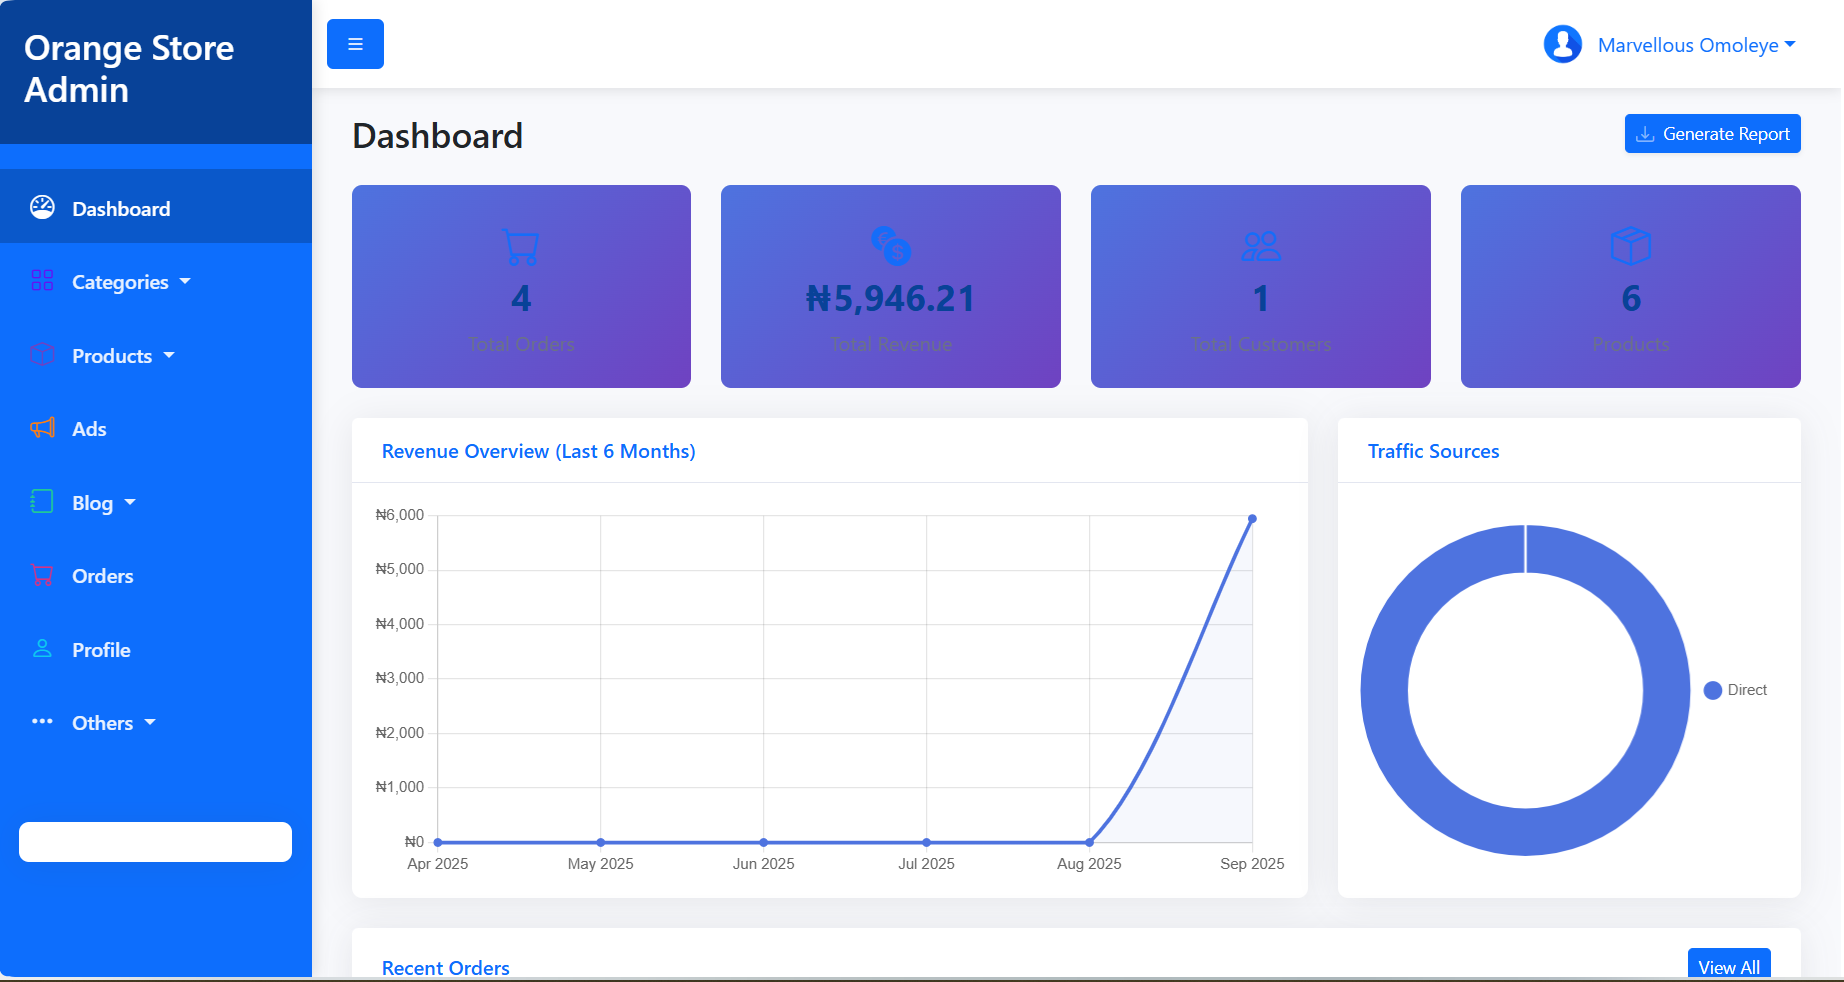 Orange Store
Admin
Marvellous Omoleye
Dashboard
Generate Report
Dashboard
Categories
Products
Ads
Blog
Orders
Profile
Others
4
Total Orders
₦5,946.21
Total Revenue
1
Total Customers
6
Products
Revenue Overview (Last 6 Months)
₦6,000
₦5,000
₦4,000
₦3,000
₦2,000
₦1,000
₦0
Apr 2025
May 2025
Jun 2025
Jul 2025
Aug 2025
Sep 2025
Traffic Sources
Direct
Recent Orders
View All